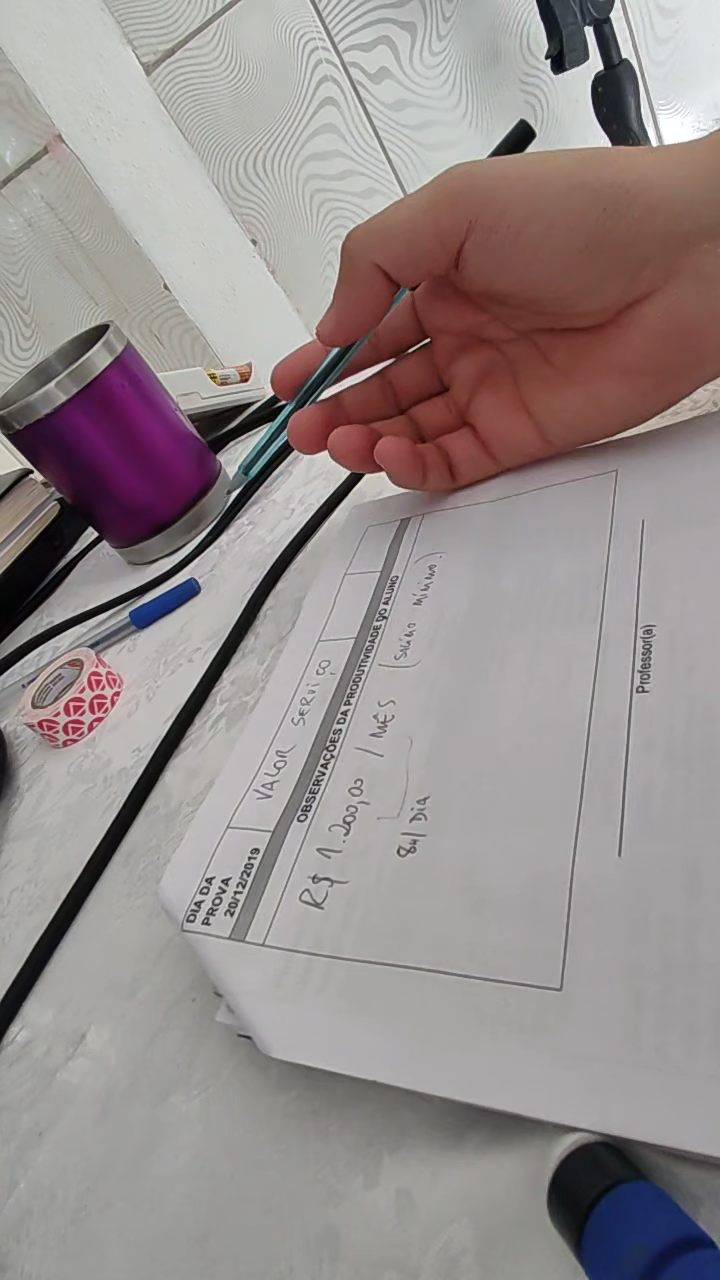 DIA DA
PROVA
20/12/2019
VALOR SERVIÇO
OBSERVAÇÕES DA PRODUTIVIDADE DO ALUNO
R$ 1.200,00 / MÊS (SALÁRIO MÍNIMO.)
8H/DIA
Professor(a)